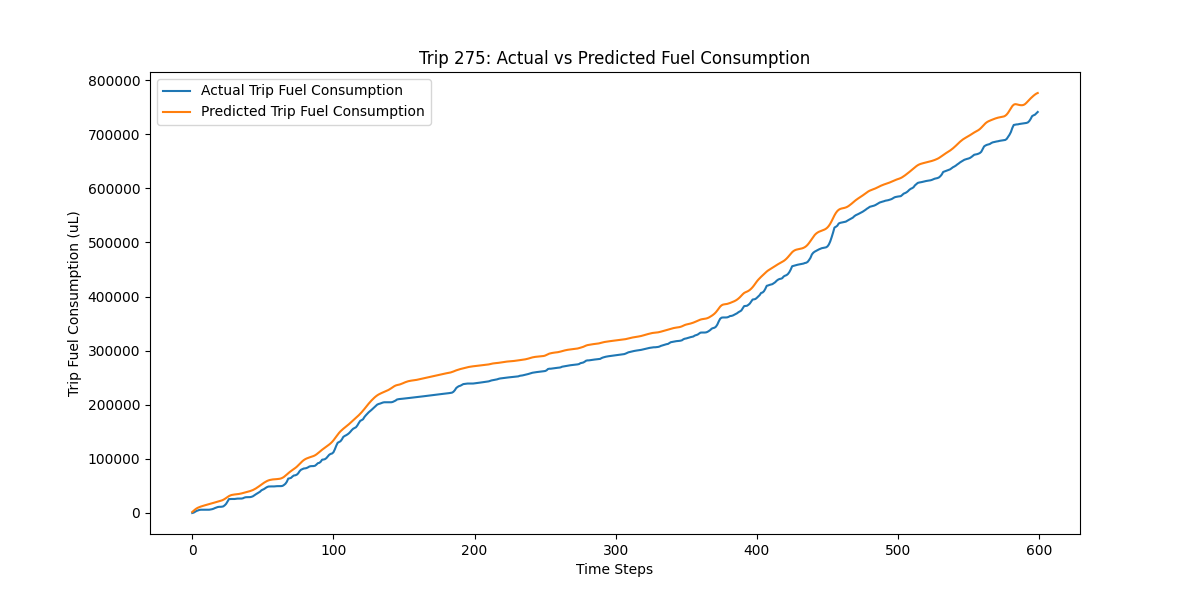 Trip 275: Actual vs Predicted Fuel Consumption
Actual Trip Fuel Consumption
Predicted Trip Fuel Consumption
Trip Fuel Consumption (uL)
800000
700000
600000
500000
400000
300000
200000
100000
0
0 100 200 300 400 500 600
Time Steps